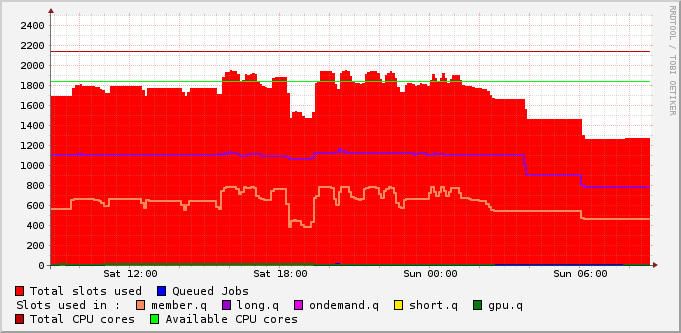 RRDTOOL / TOBI OETIKER
2400
2200
2000
1800
1600
1400
1200
1000
800
600
400
200
0
Sat 12:00 Sat 18:00 Sun 00:00 Sun 06:00
Total slots used Queued Jobs
Slots used in : member.q long.q ondemand.q short.q gpu.q
Total CPU cores Available CPU cores